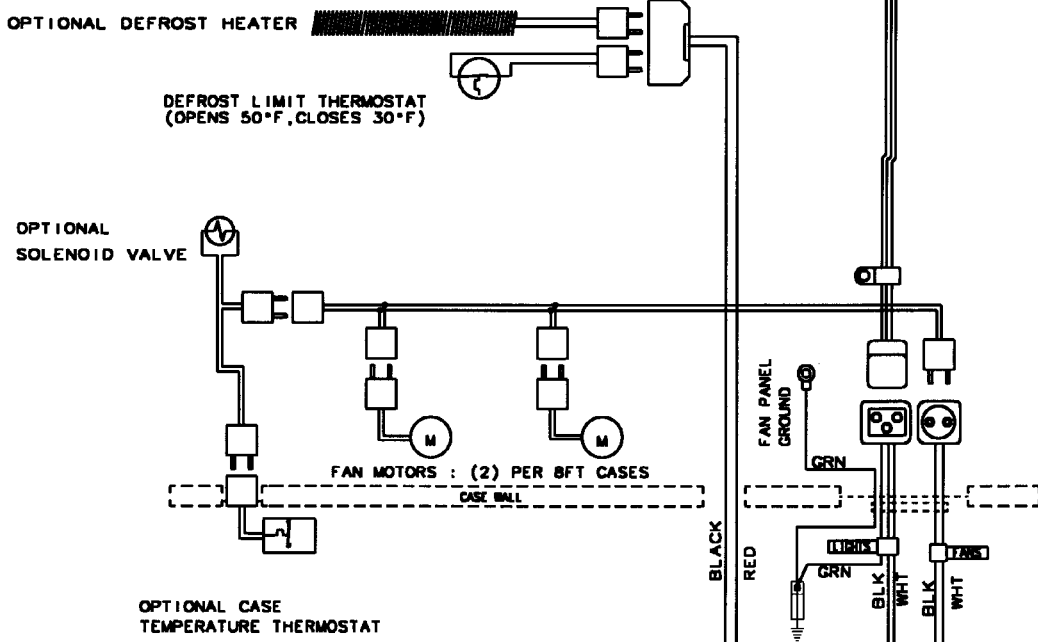 OPTIONAL DEFROST HEATER
DEFROST LIMIT THERMOSTAT
(OPENS 50°F,CLOSES 30°F)
OPTIONAL
SOLENOID VALVE
FAN PANEL
GROUND
M
M
FAN MOTORS : (2) PER 8FT CASES
GRN
CASE WALL
BLACK
RED
LIGHTS
FANS
GRN
BLK
WHT
BLK
WHT
OPTIONAL CASE
TEMPERATURE THERMOSTAT